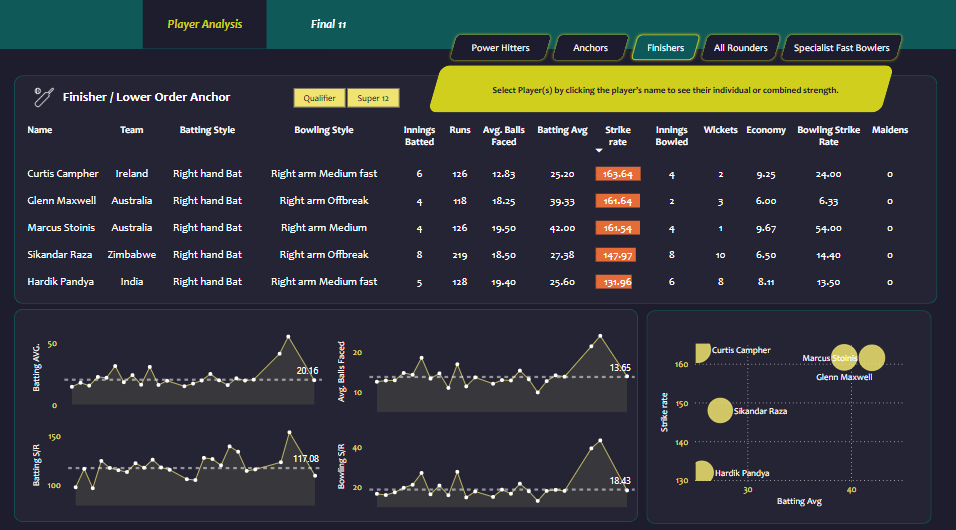 Player Analysis Final 11
Power Hitters Anchors Finishers All Rounders Specialist Fast Bowlers
Finisher / Lower Order Anchor Qualifier Super 12 Select Player(s) by clicking the player's name to see their individual or combined strength.
Name Team Batting Style Bowling Style Innings Batted Runs Avg. Balls Faced Batting Avg Strike rate Innings Bowled Wickets Economy Bowling Strike Rate Maidens
Curtis Campher Ireland Right hand Bat Right arm Medium fast 6 126 12.83 25.20 163.64 4 2 9.25 24.00 0
Glenn Maxwell Australia Right hand Bat Right arm Offbreak 4 118 18.25 39.33 161.64 2 3 6.00 6.33 0
Marcus Stoinis Australia Right hand Bat Right arm Medium 4 126 19.50 42.00 161.54 4 1 9.67 54.00 0
Sikandar Raza Zimbabwe Right hand Bat Right arm Offbreak 8 219 18.50 27.38 147.97 8 10 6.50 14.40 0
Hardik Pandya India Right hand Bat Right arm Medium fast 5 128 19.40 25.60 131.96 6 8 8.11 13.50 0
Batting AVG.
50
0
20.16
Avg. Balls Faced
20
10
13.65
Batting S/R
150
100
117.08
Bowling S/R
40
20
18.43
Strike rate
160
150
140
130
Curtis Campher
Marcus Stoinis
Glenn Maxwell
Sikandar Raza
Hardik Pandya
30 40
Batting Avg